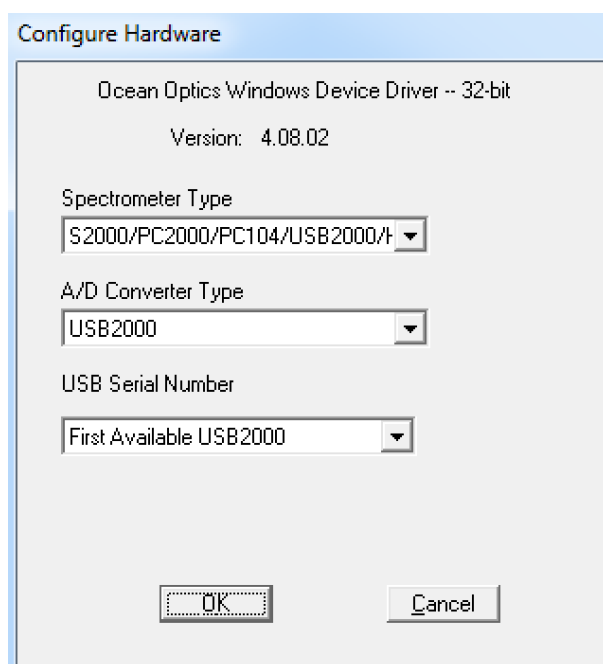 Configure Hardware
Ocean Optics Windows Device Driver -- 32-bit
Version: 4.08.02
Spectrometer Type
S2000/PC2000/PC104/USB2000/H
A/D Converter Type
USB2000
USB Serial Number
First Available USB2000
OK Cancel